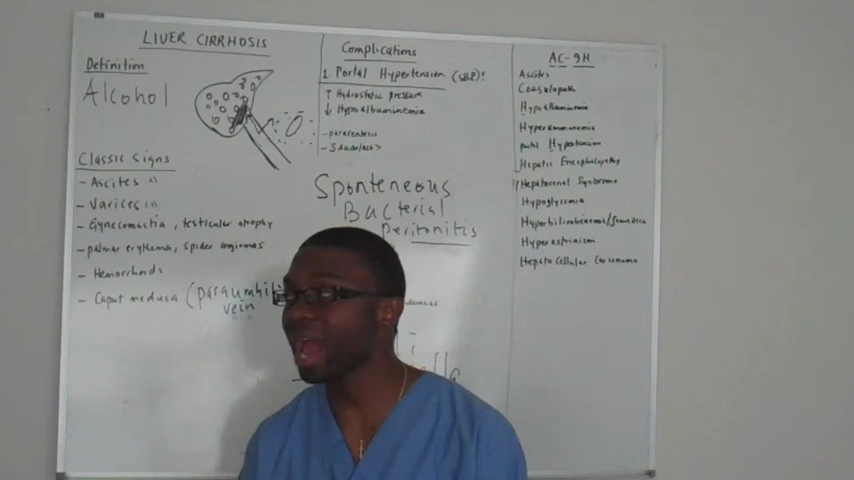 LIVER CIRRHOSIS
Definition
Alcohol
Classic Signs
- Ascites
- Varices
- Gynecomastia, testicular atrophy
- palmar erythema, spider angiomas
- Hemorrhoids
- Caput medusa (paraumbili
vein
Complications
1. Portal Hypertension (SBP)!
↑ Hydrostatic pressure
↓ Hypoalbuminemia
- paracentesis
Sponteneous
Bacterial
peritonitis
AC-9H
Ascites
Coagulopathy
Hypoalbuminemia
Hyperammonemia
portal Hypertension
Hepatic Encephalopathy
Hepatorenal Syndrome
Hypoglycemia
Hyperbilirubinemia/Jaundice
Hyperestrinism
Hepatocellular Carcinoma